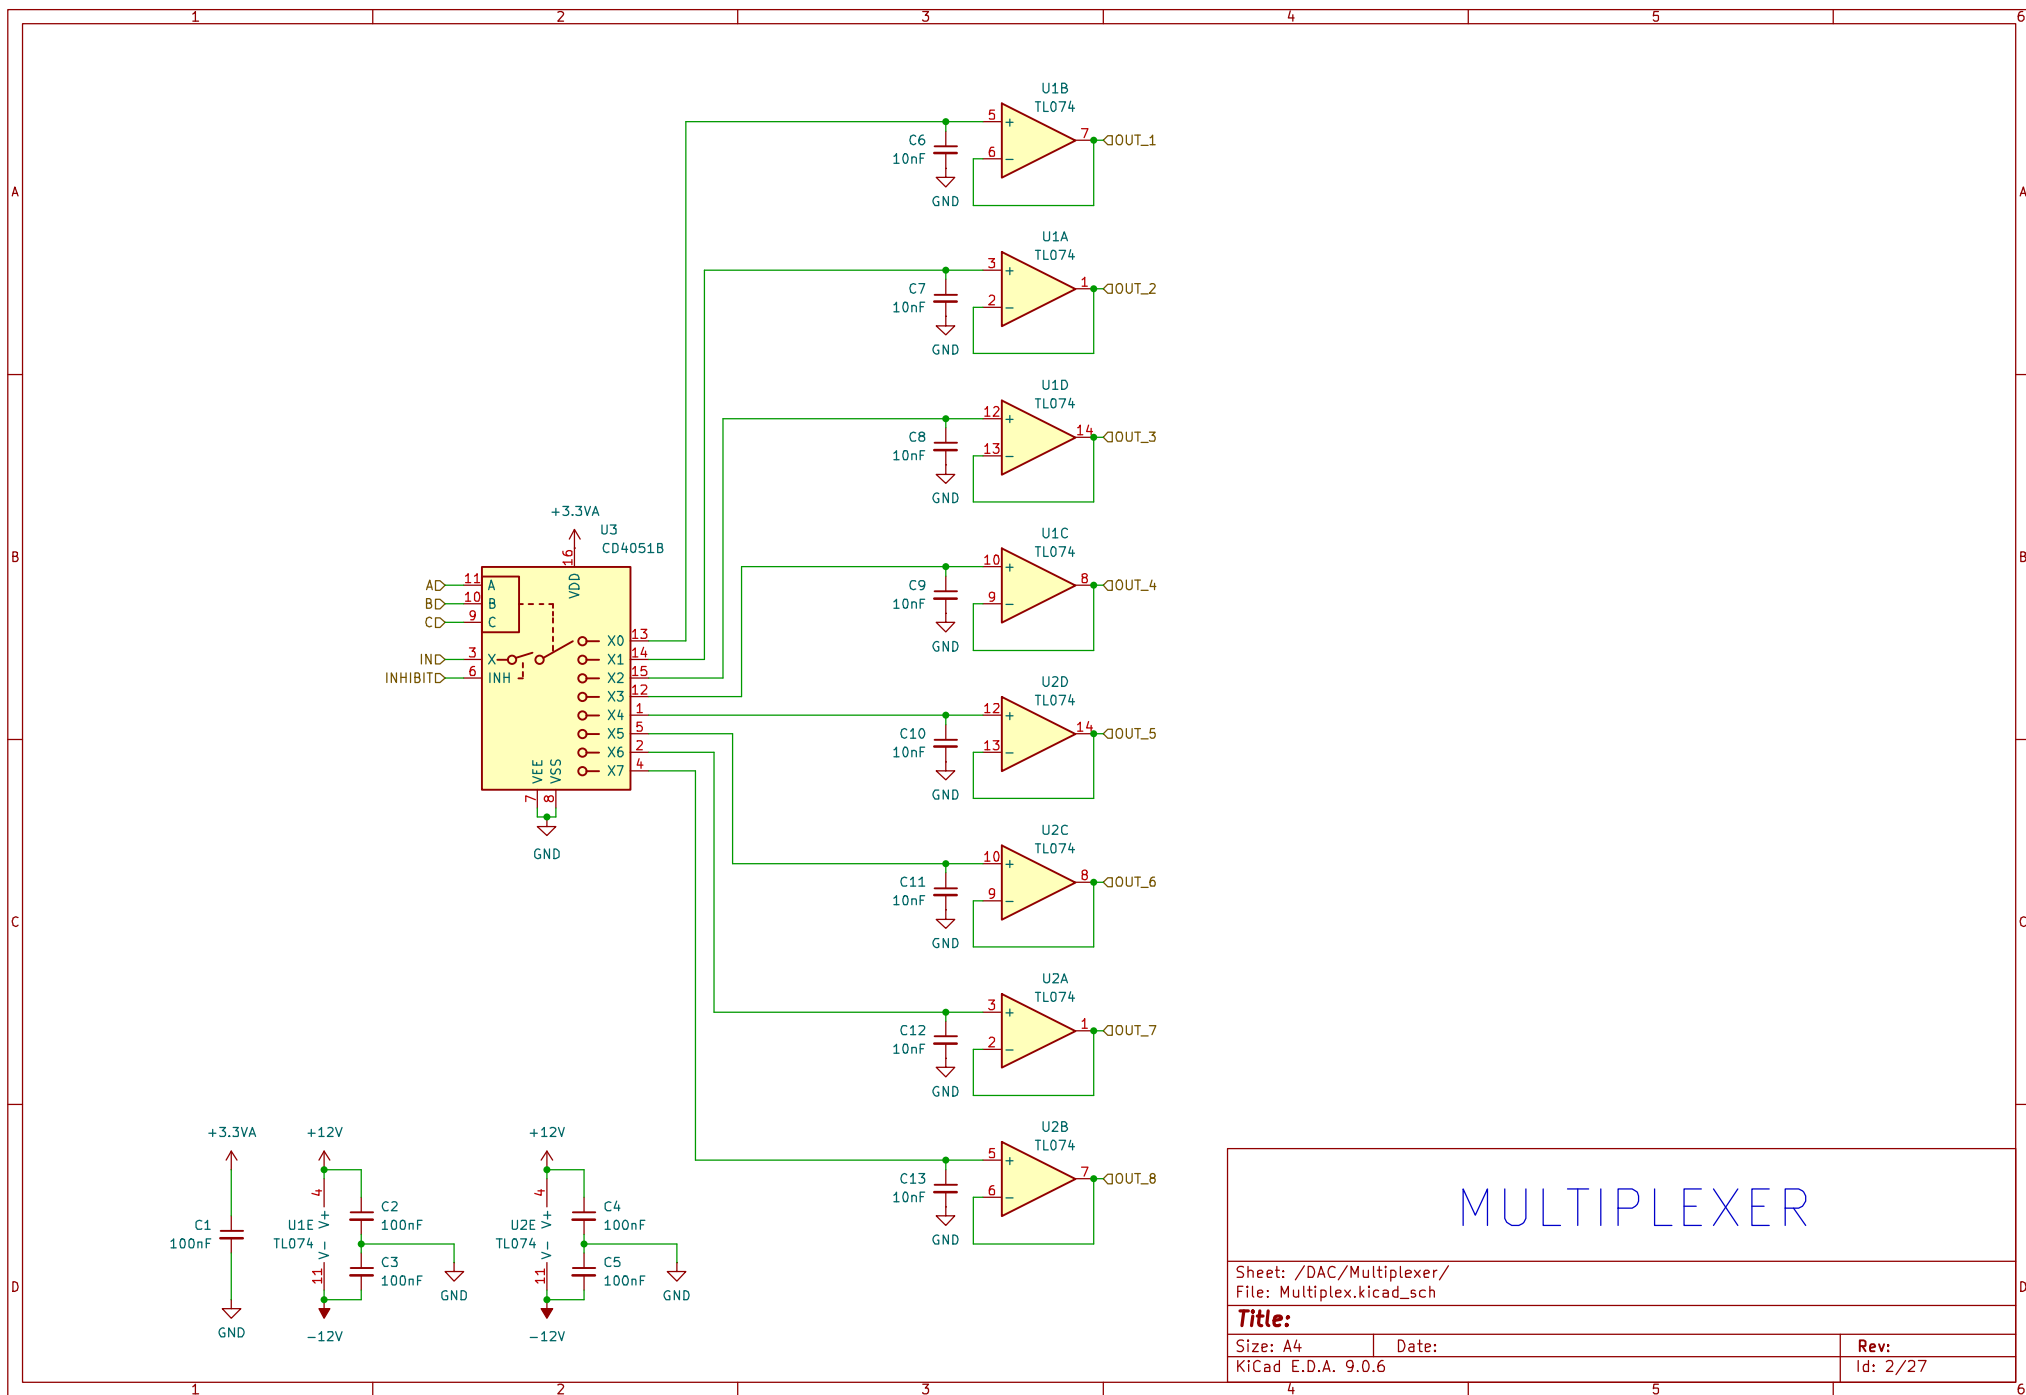 1 2 3 4 5 6
U1B
TL074
5 + 7 OUT_1
C6
10nF
6 −
GND
A A
U1A
TL074
3 + 1 OUT_2
C7
10nF
2 −
GND
U1D
TL074
12 + 14 OUT_3
C8
10nF
13 −
GND
+3.3VA
U3
CD4051B
16
VDD
B B
U1C
TL074
10 + 8 OUT_4
C9
10nF
9 −
GND
A 11 A
B 10 B
C 9 C
IN 3 X
INHIBIT 6 INH
X0 13
X1 14
X2 15
X3 12
X4 1
X5 5
X6 2
X7 4
VEE VSS
7 8
GND
U2D
TL074
12 + 14 OUT_5
C10
10nF
13 −
GND
U2C
TL074
10 + 8 OUT_6
C11
10nF
9 −
GND
C C
U2A
TL074
3 + 1 OUT_7
C12
10nF
2 −
GND
U2B
TL074
5 + 7 OUT_8
C13
10nF
6 −
GND
+3.3VA
C1
100nF
GND
+12V
4
V+
U1E
TL074
V−
11
−12V
C2
100nF
C3
100nF
GND
+12V
4
V+
U2E
TL074
V−
11
−12V
C4
100nF
C5
100nF
GND
D D
MULTIPLEXER
Sheet: /DAC/Multiplexer/
File: Multiplex.kicad_sch
Title:
Size: A4 Date: Rev:
KiCad E.D.A. 9.0.6 Id: 2/27
1 2 3 4 5 6